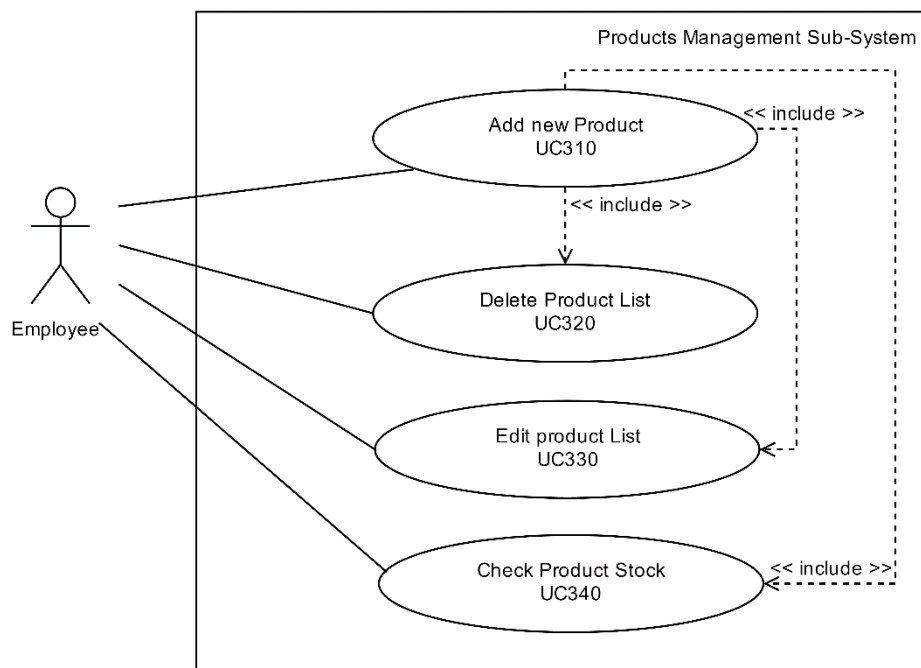 Products Management Sub-System
<< include >>
Add new Product
UC310
<< include >>
Delete Product List
UC320
Employee
Edit product List
UC330
Check Product Stock
UC340
<< include >>